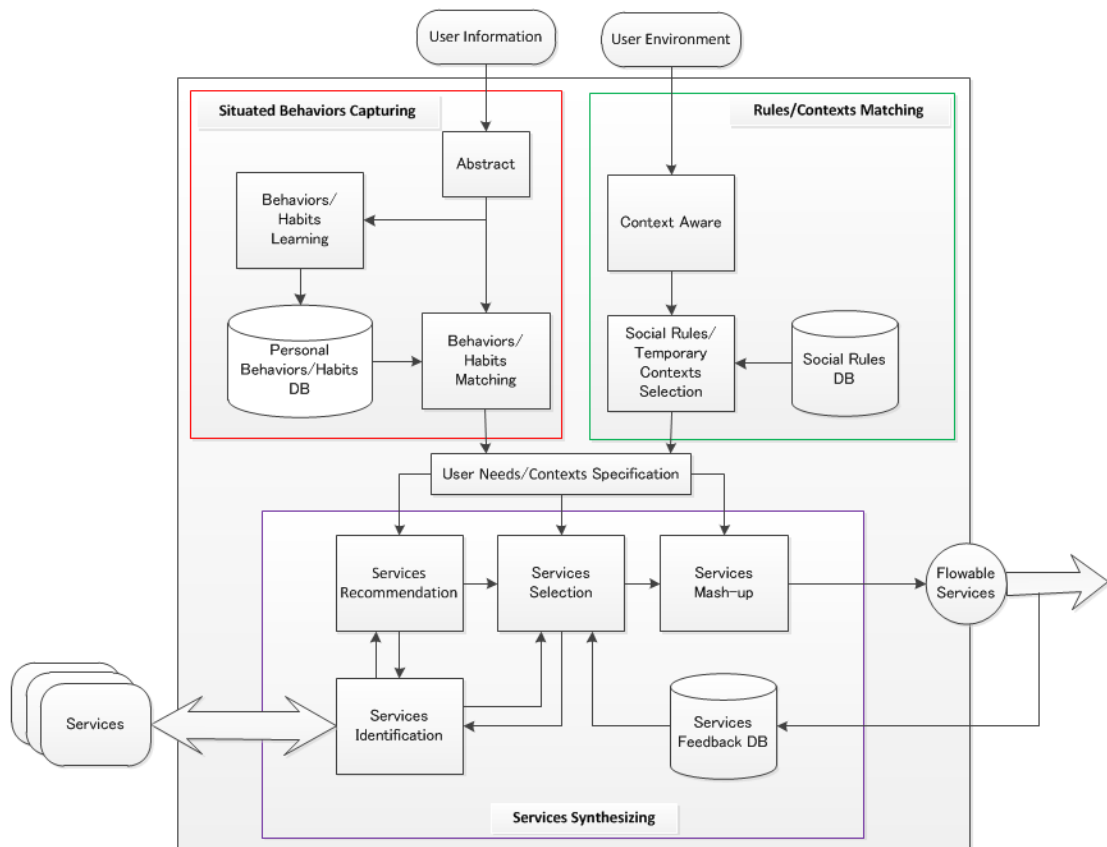 User Information
User Environment
Situated Behaviors Capturing
Rules/Contexts Matching
Abstract
Behaviors/
Habits
Learning
Context Aware
Personal
Behaviors/Habits
DB
Behaviors/
Habits
Matching
Social Rules/
Temporary
Contexts
Selection
Social Rules
DB
User Needs/Contexts Specification
Services
Recommendation
Services
Selection
Services
Mash-up
Flowable
Services
Services
Services
Identification
Services
Feedback DB
Services Synthesizing